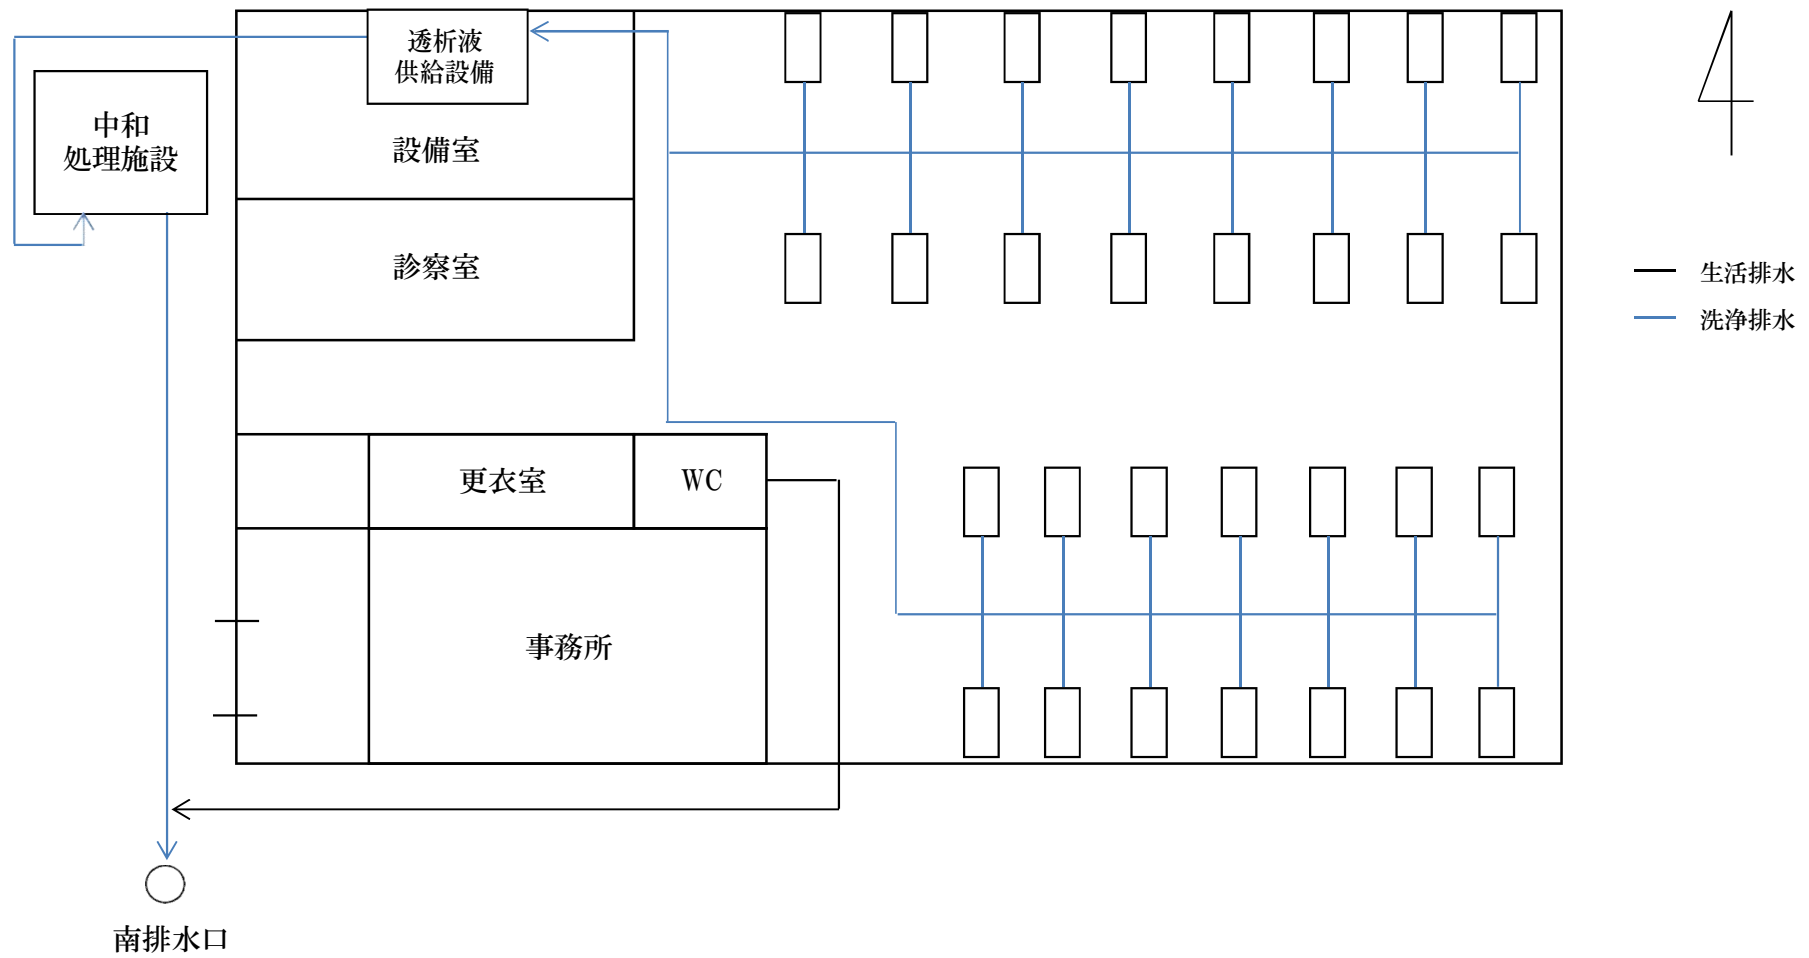 透析液
供給設備
中和
処理施設
設備室
診察室
生活排水
洗浄排水
更衣室
WC
事務所
南排水口